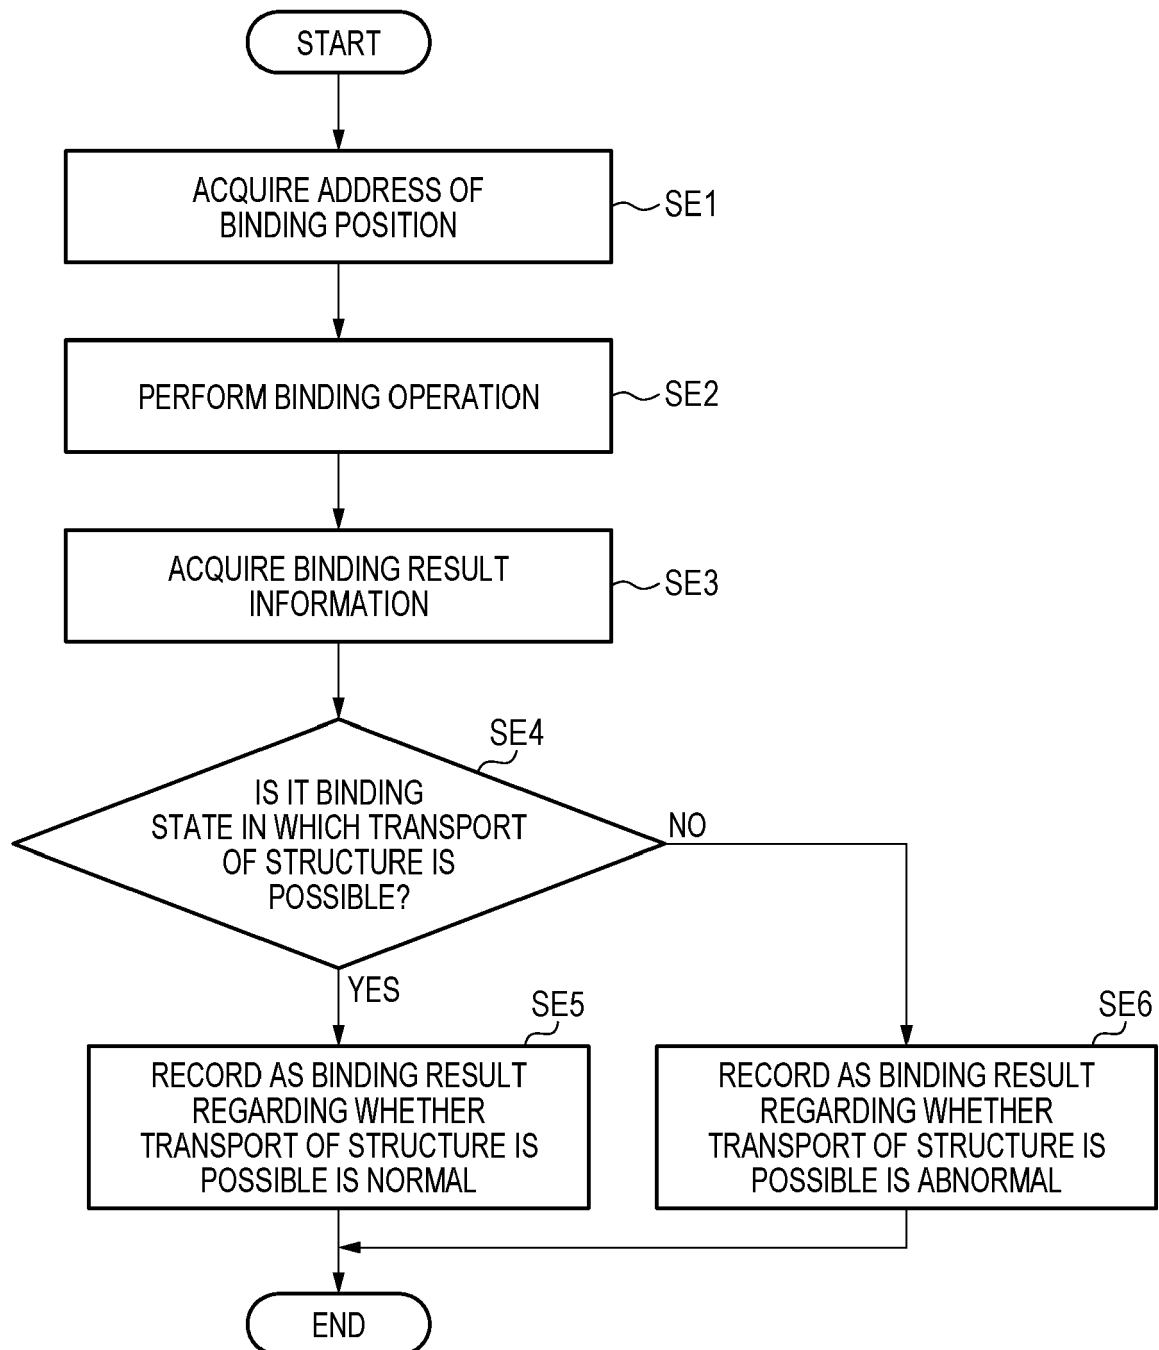 START
ACQUIRE ADDRESS OF
BINDING POSITION
SE1
PERFORM BINDING OPERATION
SE2
ACQUIRE BINDING RESULT
INFORMATION
SE3
SE4
IS IT BINDING
STATE IN WHICH TRANSPORT
OF STRUCTURE IS
POSSIBLE?
NO
YES
SE5
RECORD AS BINDING RESULT
REGARDING WHETHER
TRANSPORT OF STRUCTURE IS
POSSIBLE IS NORMAL
SE6
RECORD AS BINDING RESULT
REGARDING WHETHER
TRANSPORT OF STRUCTURE IS
POSSIBLE IS ABNORMAL
END